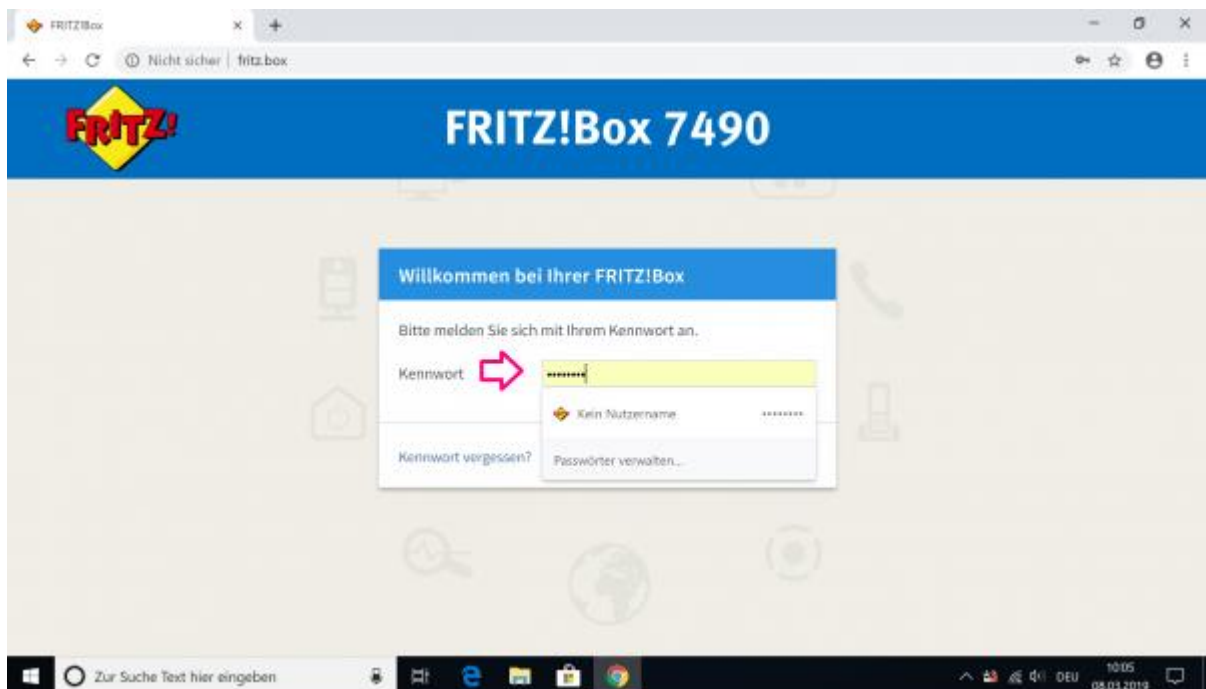 FRITZ!Box
Nicht sicher | fritz.box
FRITZ!
FRITZ!Box 7490
Willkommen bei Ihrer FRITZ!Box
Bitte melden Sie sich mit Ihrem Kennwort an.
Kennwort ••••••••
Kein Nutzername ••••••••
Kennwort vergessen? Passwörter verwalten...
Zur Suche Text hier eingeben
DEU
10:05
08.03.2019